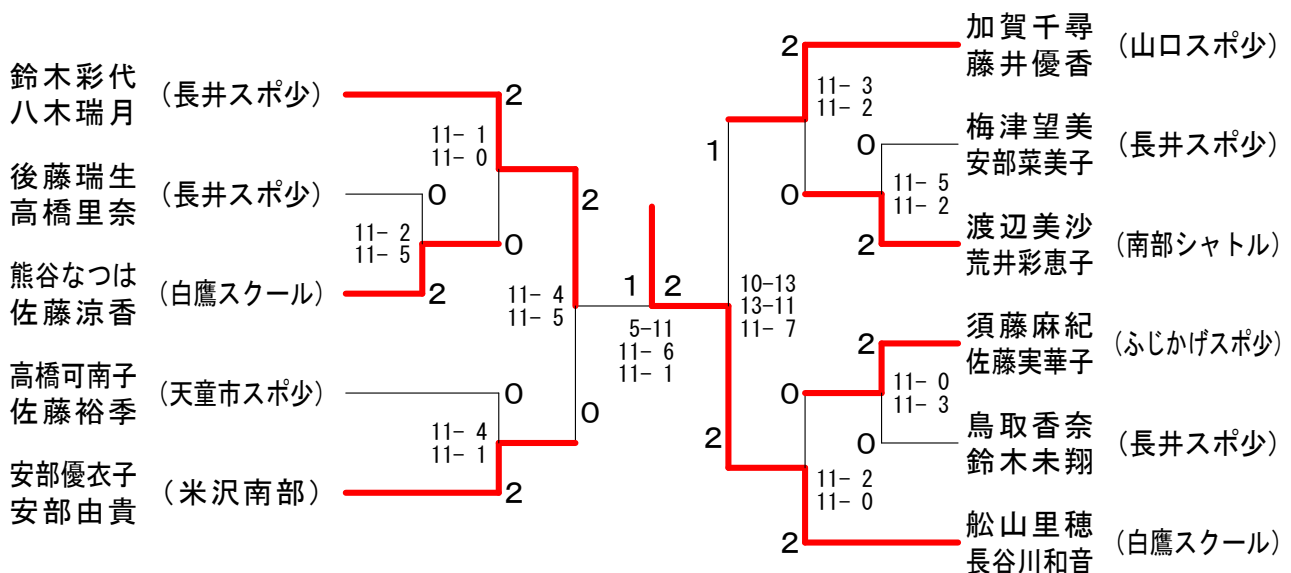 鈴木彩代
八木瑞月
(長井スポ少)
2
11- 1
11- 0
後藤瑞生
高橋里奈
(長井スポ少)
0
11- 2
11- 5
0
熊谷なつは
佐藤涼香
(白鷹スクール)
2
2
11- 4
11- 5
高橋可南子
佐藤裕季
(天童市スポ少)
0
11- 4
11- 1
0
安部優衣子
安部由貴
(米沢南部)
2
1
2
5-11
11- 6
11- 1
加賀千尋
藤井優香
(山口スポ少)
2
11- 3
11- 2
1
梅津望美
安部菜美子
(長井スポ少)
0
11- 5
11- 2
0
渡辺美沙
荒井彩恵子
(南部シャトル)
2
10-13
13-11
11- 7
須藤麻紀
佐藤実華子
(ふじかげスポ少)
2
11- 0
11- 3
0
鳥取香奈
鈴木未翔
(長井スポ少)
0
2
11- 2
11- 0
舩山里穂
長谷川和音
(白鷹スクール)
2